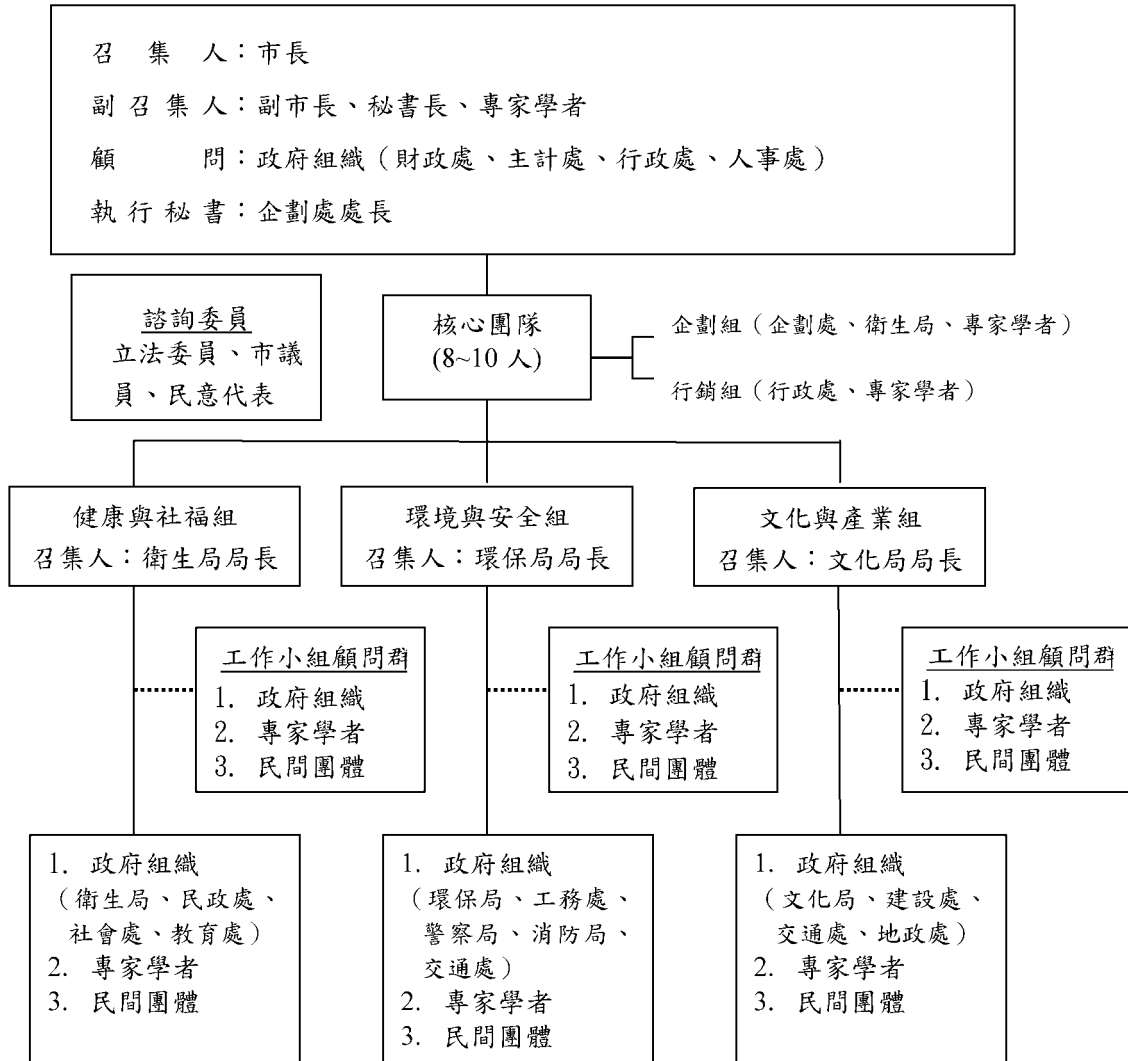 召集人：市長
副召集人：副市長、秘書長、專家學者
顧問：政府組織（財政處、主計處、行政處、人事處）
執行秘書：企劃處處長
諮詢委員
立法委員、市議
員、民意代表
核心團隊
(8~10 人)
企劃組（企劃處、衛生局、專家學者）
行銷組（行政處、專家學者）
健康與社福組
召集人：衛生局局長
環境與安全組
召集人：環保局局長
文化與產業組
召集人：文化局局長
工作小組顧問群
1. 政府組織
2. 專家學者
3. 民間團體
工作小組顧問群
1. 政府組織
2. 專家學者
3. 民間團體
工作小組顧問群
1. 政府組織
2. 專家學者
3. 民間團體
1. 政府組織
（衛生局、民政處、
社會處、教育處）
2. 專家學者
3. 民間團體
1. 政府組織
（環保局、工務處、
警察局、消防局、
交通處）
2. 專家學者
3. 民間團體
1. 政府組織
（文化局、建設處、
交通處、地政處）
2. 專家學者
3. 民間團體